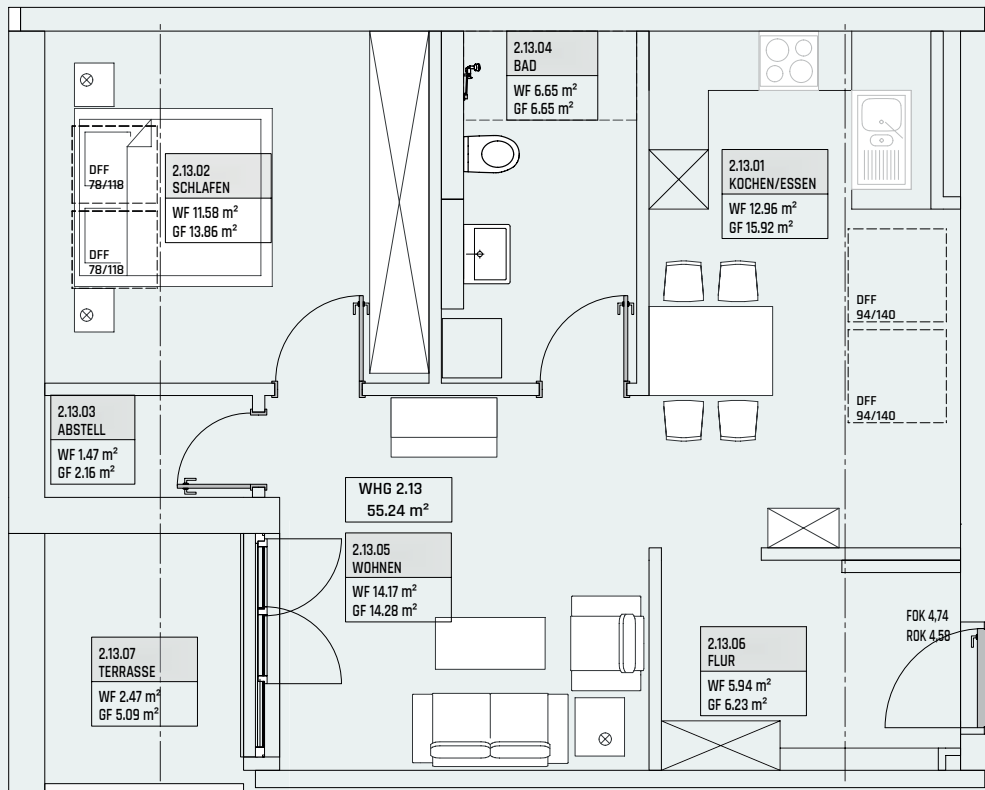 2.13.04
BAD
WF 6.65 m²
GF 6.65 m²
2.13.02
SCHLAFEN
WF 11.58 m²
GF 13.86 m²
DFF
78/118
DFF
78/118
2.13.01
KOCHEN/ESSEN
WF 12.96 m²
GF 15.92 m²
DFF
94/140
DFF
94/140
2.13.03
ABSTELL
WF 1.47 m²
GF 2.16 m²
WHG 2.13
55.24 m²
2.13.05
WOHNEN
WF 14.17 m²
GF 14.28 m²
2.13.07
TERRASSE
WF 2.47 m²
GF 5.09 m²
2.13.06
FLUR
WF 5.94 m²
GF 6.23 m²
FOK 4,74
ROK 4,58